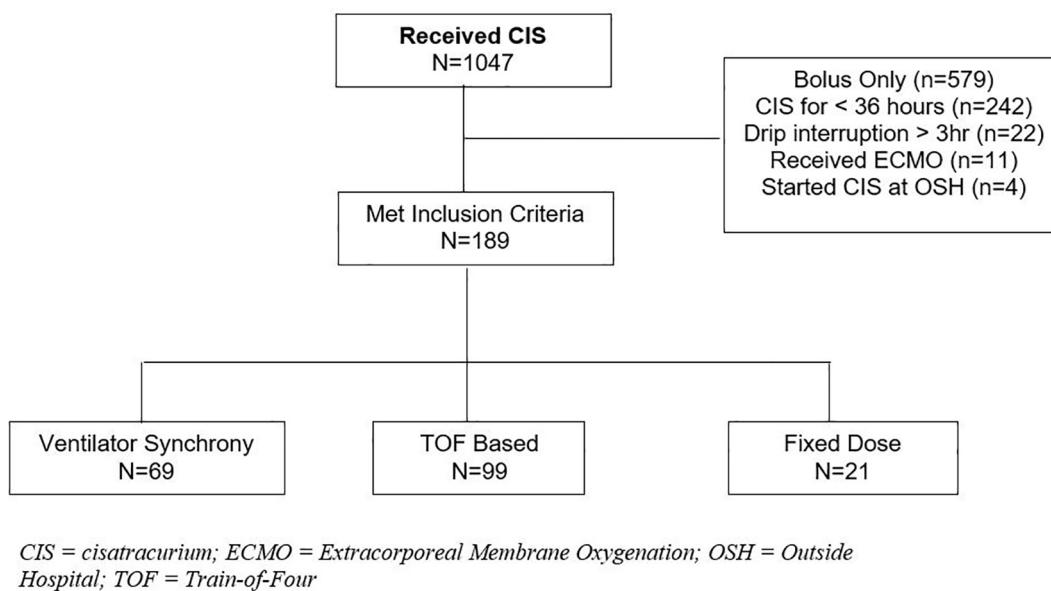 Received CIS
N=1047
Bolus Only (n=579)
CIS for < 36 hours (n=242)
Drip interruption > 3hr (n=22)
Received ECMO (n=11)
Started CIS at OSH (n=4)
Met Inclusion Criteria
N=189
Ventilator Synchrony
N=69
TOF Based
N=99
Fixed Dose
N=21
CIS = cisatracurium; ECMO = Extracorporeal Membrane Oxygenation; OSH = Outside
Hospital; TOF = Train-of-Four